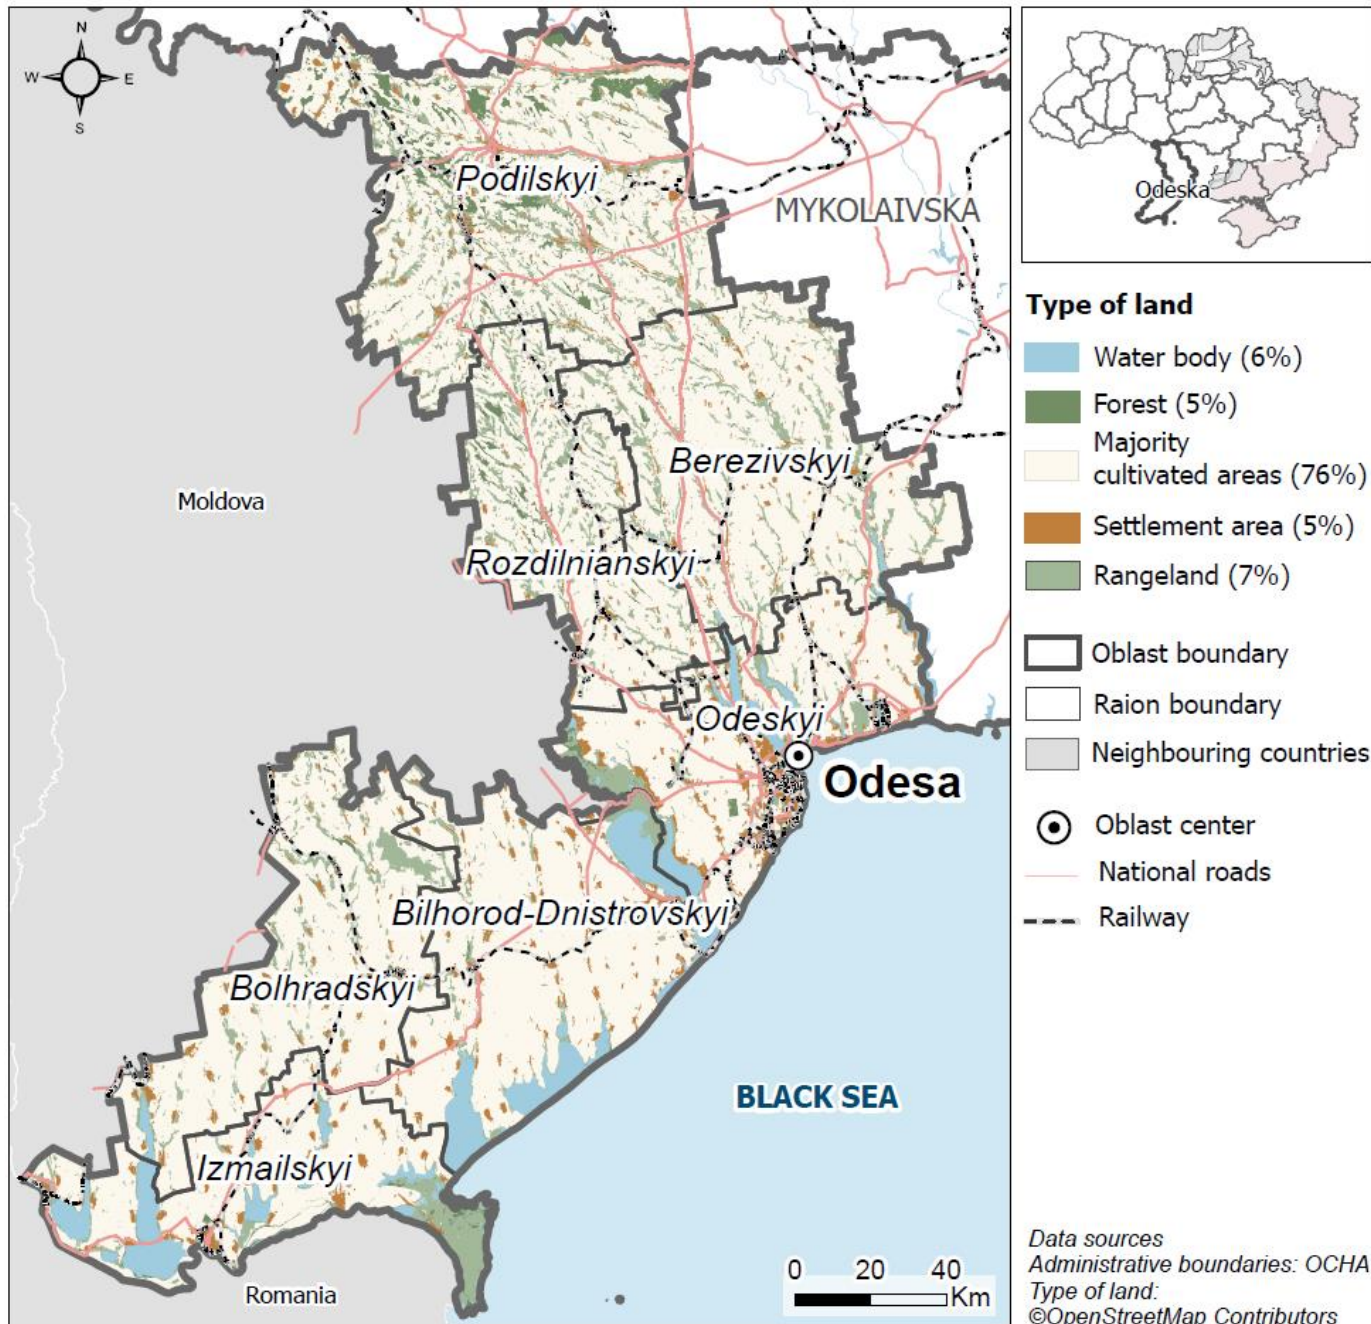 N
W
E
S
Podilskyi
MYKOLAIVSKA
Moldova
Berezivskyi
Rozdilnianskyi
Odeskyi
Odesa
Bilhorod-Dnistrovskyi
Bolhradskyi
BLACK SEA
Izmailskyi
Romania
0 20 40
Km
Odeska
Type of land
Water body (6%)
Forest (5%)
Majority
cultivated areas (76%)
Settlement area (5%)
Rangeland (7%)
Oblast boundary
Raion boundary
Neighbouring countries
Oblast center
National roads
Railway
Data sources
Administrative boundaries: OCHA
Type of land:
©OpenStreetMap Contributors